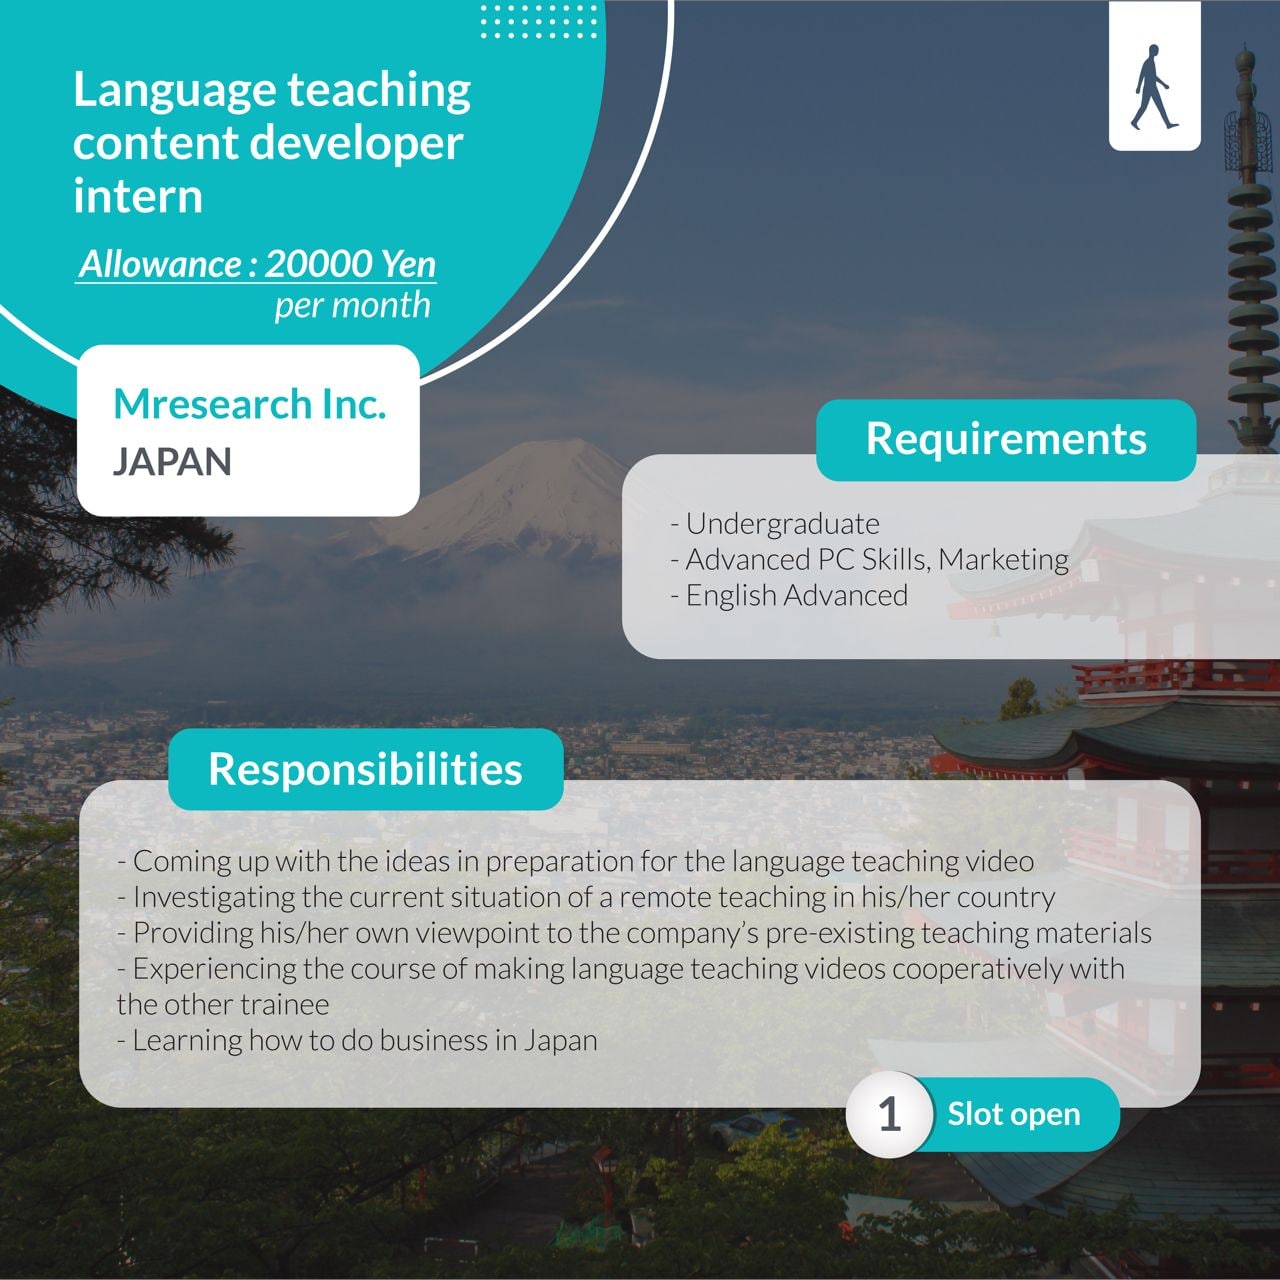 Language teaching
content developer
intern
Allowance : 20000 Yen
per month
Mresearch Inc.
JAPAN
Requirements
- Undergraduate
- Advanced PC Skills, Marketing
- English Advanced
Responsibilities
- Coming up with the ideas in preparation for the language teaching video
- Investigating the current situation of a remote teaching in his/her country
- Providing his/her own viewpoint to the company’s pre-existing teaching materials
- Experiencing the course of making language teaching videos cooperatively with
the other trainee
- Learning how to do business in Japan
1 Slot open